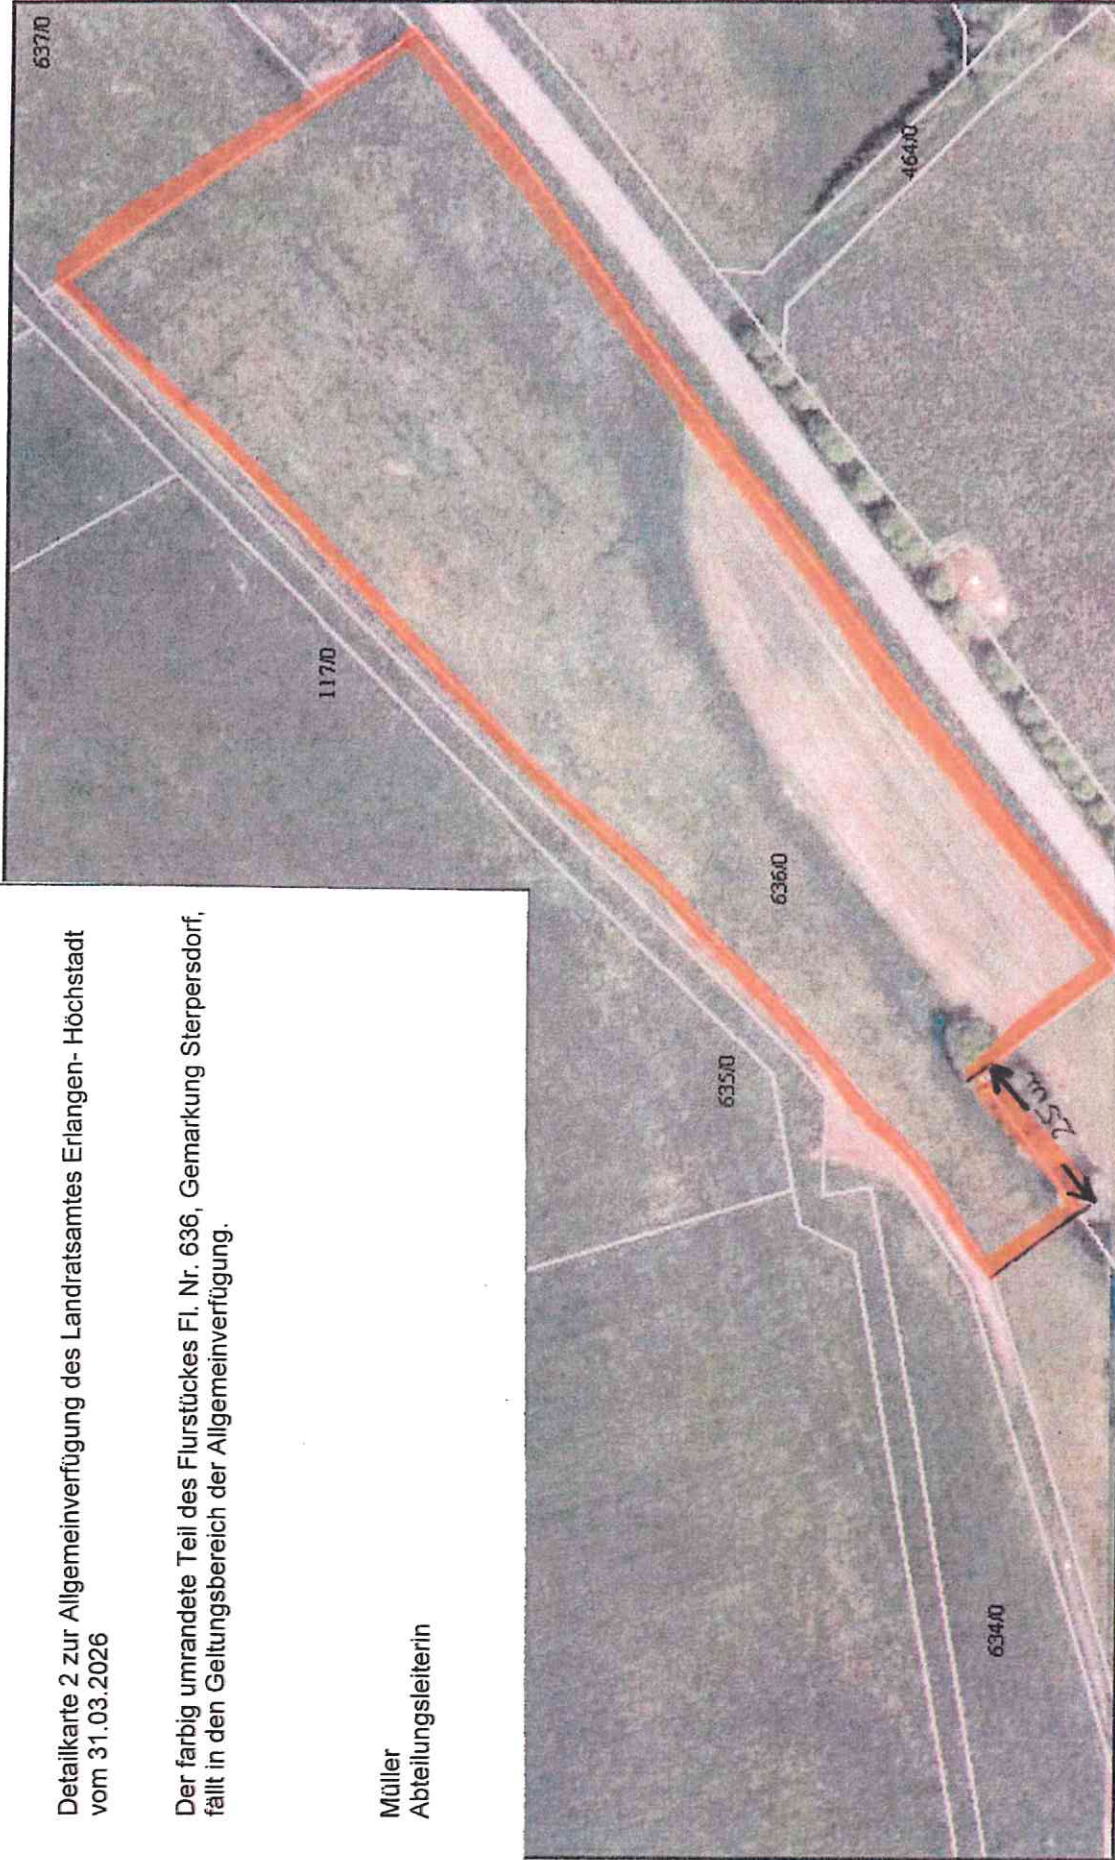 Detailkarte 2 zur Allgemeinverfügung des Landratsamtes Erlangen- Höchstadt
vom 31.03.2026
Der farbig umrandete Teil des Flurstückes Fl. Nr. 636, Gemarkung Sterpersdorf,
fällt in den Geltungsbereich der Allgemeinverfügung.
Müller
Abteilungsleiterin
637/0
117/0
464/0
636/0
635/0
25m
634/0